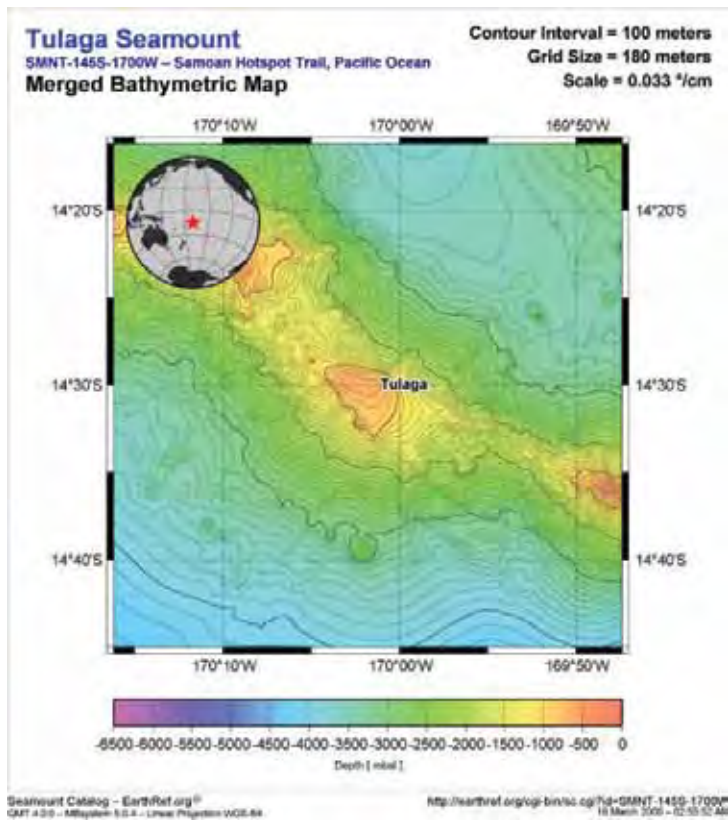 Tulaga Seamount
SMNT-145S-1700W – Samoan Hotspot Trail, Pacific Ocean
Merged Bathymetric Map
Contour Interval = 100 meters
Grid Size = 180 meters
Scale = 0.033 °/cm
170°10'W 170°00'W 169°50'W
14°20'S 14°20'S
14°30'S Tulaga 14°30'S
14°40'S 14°40'S
170°10'W 170°00'W 169°50'W
-6500 -6000 -5500 -5000 -4500 -4000 -3500 -3000 -2500 -2000 -1500 -1000 -500 0
Depth [ mbsl ]
Seamount Catalog – EarthRef.org©
http://earthref.org/cgi-bin/sc.cgi?id=SMNT-145S-1700W